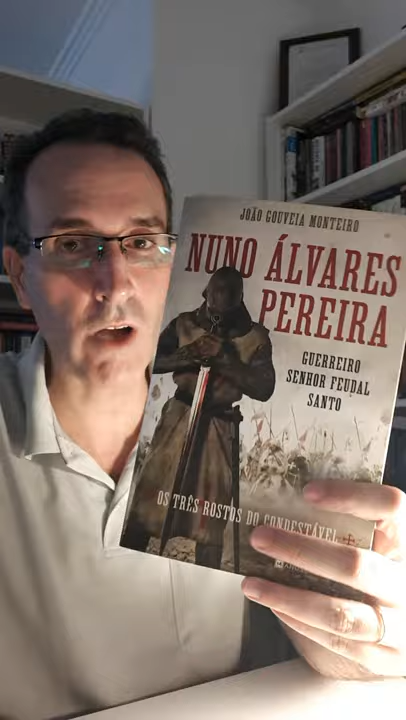 JOÃO GOUVEIA MONTEIRO
NUNO ÁLVARES
PEREIRA
GUERREIRO
SENHOR FEUDAL
SANTO
OS TRÊS ROSTOS DO CONDESTÁVEL